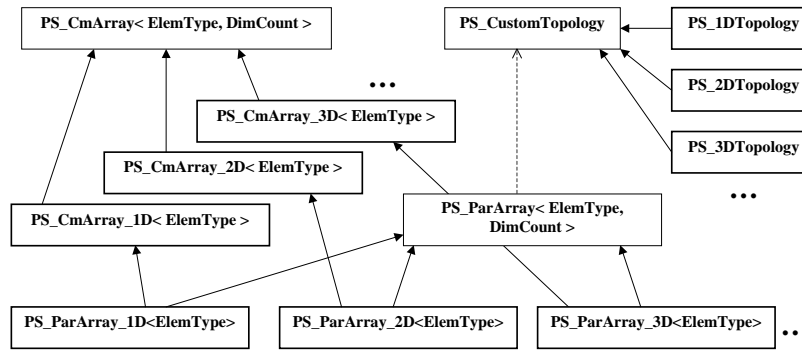 PS_CmArray< ElemType, DimCount >
PS_CustomTopology
PS_1DTopology
PS_2DTopology
...
PS_CmArray_3D< ElemType >
PS_3DTopology
PS_CmArray_2D< ElemType >
...
PS_CmArray_1D< ElemType >
PS_ParArray< ElemType,
DimCount >
PS_ParArray_1D<ElemType>
PS_ParArray_2D<ElemType>
PS_ParArray_3D<ElemType>
...